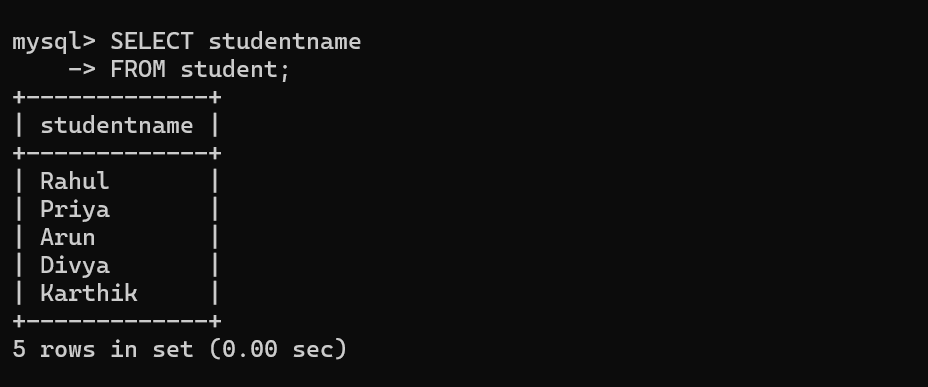 mysql> SELECT studentname
    -> FROM student;
+-------------+
| studentname |
+-------------+
| Rahul       |
| Priya       |
| Arun        |
| Divya       |
| Karthik     |
+-------------+
5 rows in set (0.00 sec)